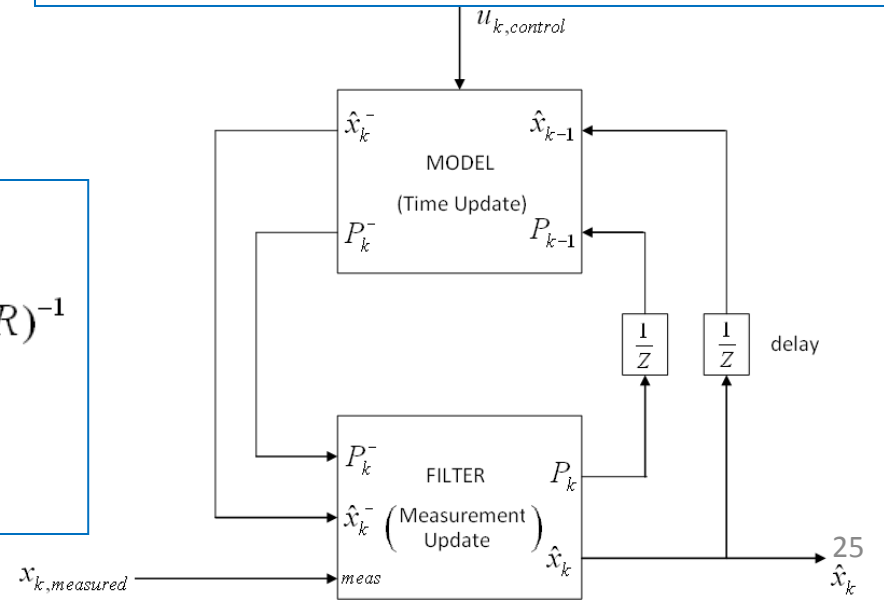 u_{k,control}
x̂_k^-
x̂_{k-1}
MODEL
(Time Update)
P_k^-
P_{k-1}
R)^{-1}
1/Z
1/Z
delay
P_k^-
FILTER
P_k
x̂_k^- (Measurement
Update)
x̂_k
25
x̂_k
x_{k,measured}
meas